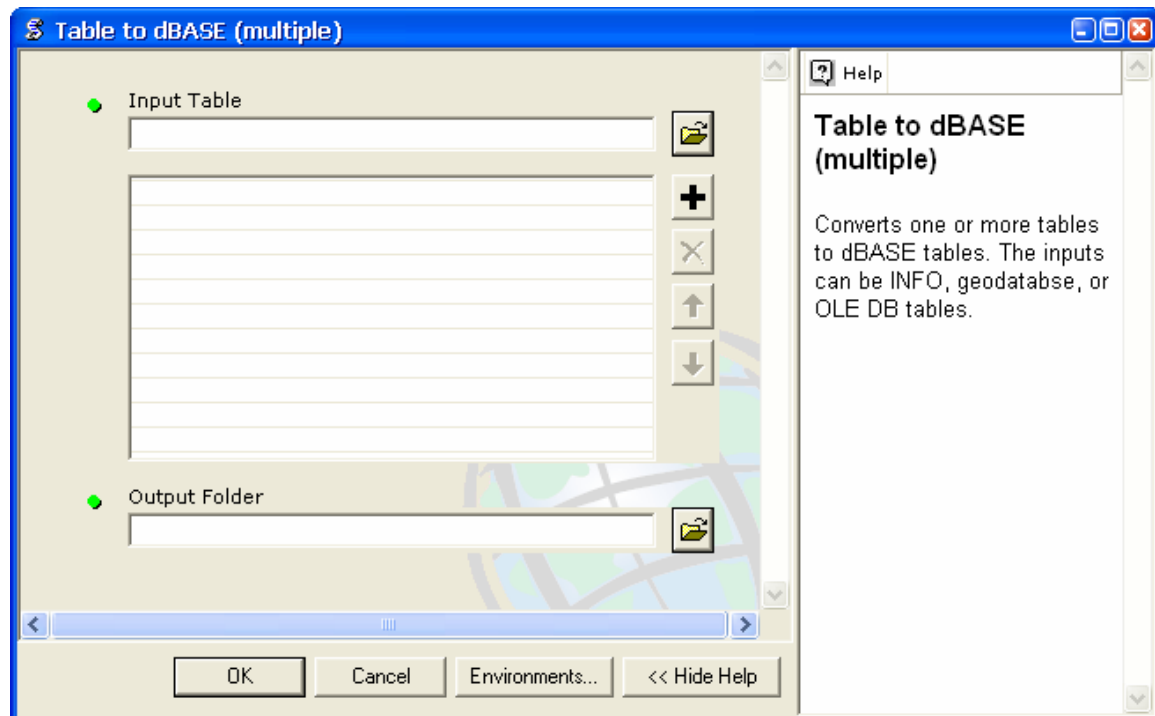 Table to dBASE (multiple)
Input Table
Output Folder
OK
Cancel
Environments...
<< Hide Help
Help
Table to dBASE
(multiple)
Converts one or more tables
to dBASE tables. The inputs
can be INFO, geodatabse, or
OLE DB tables.